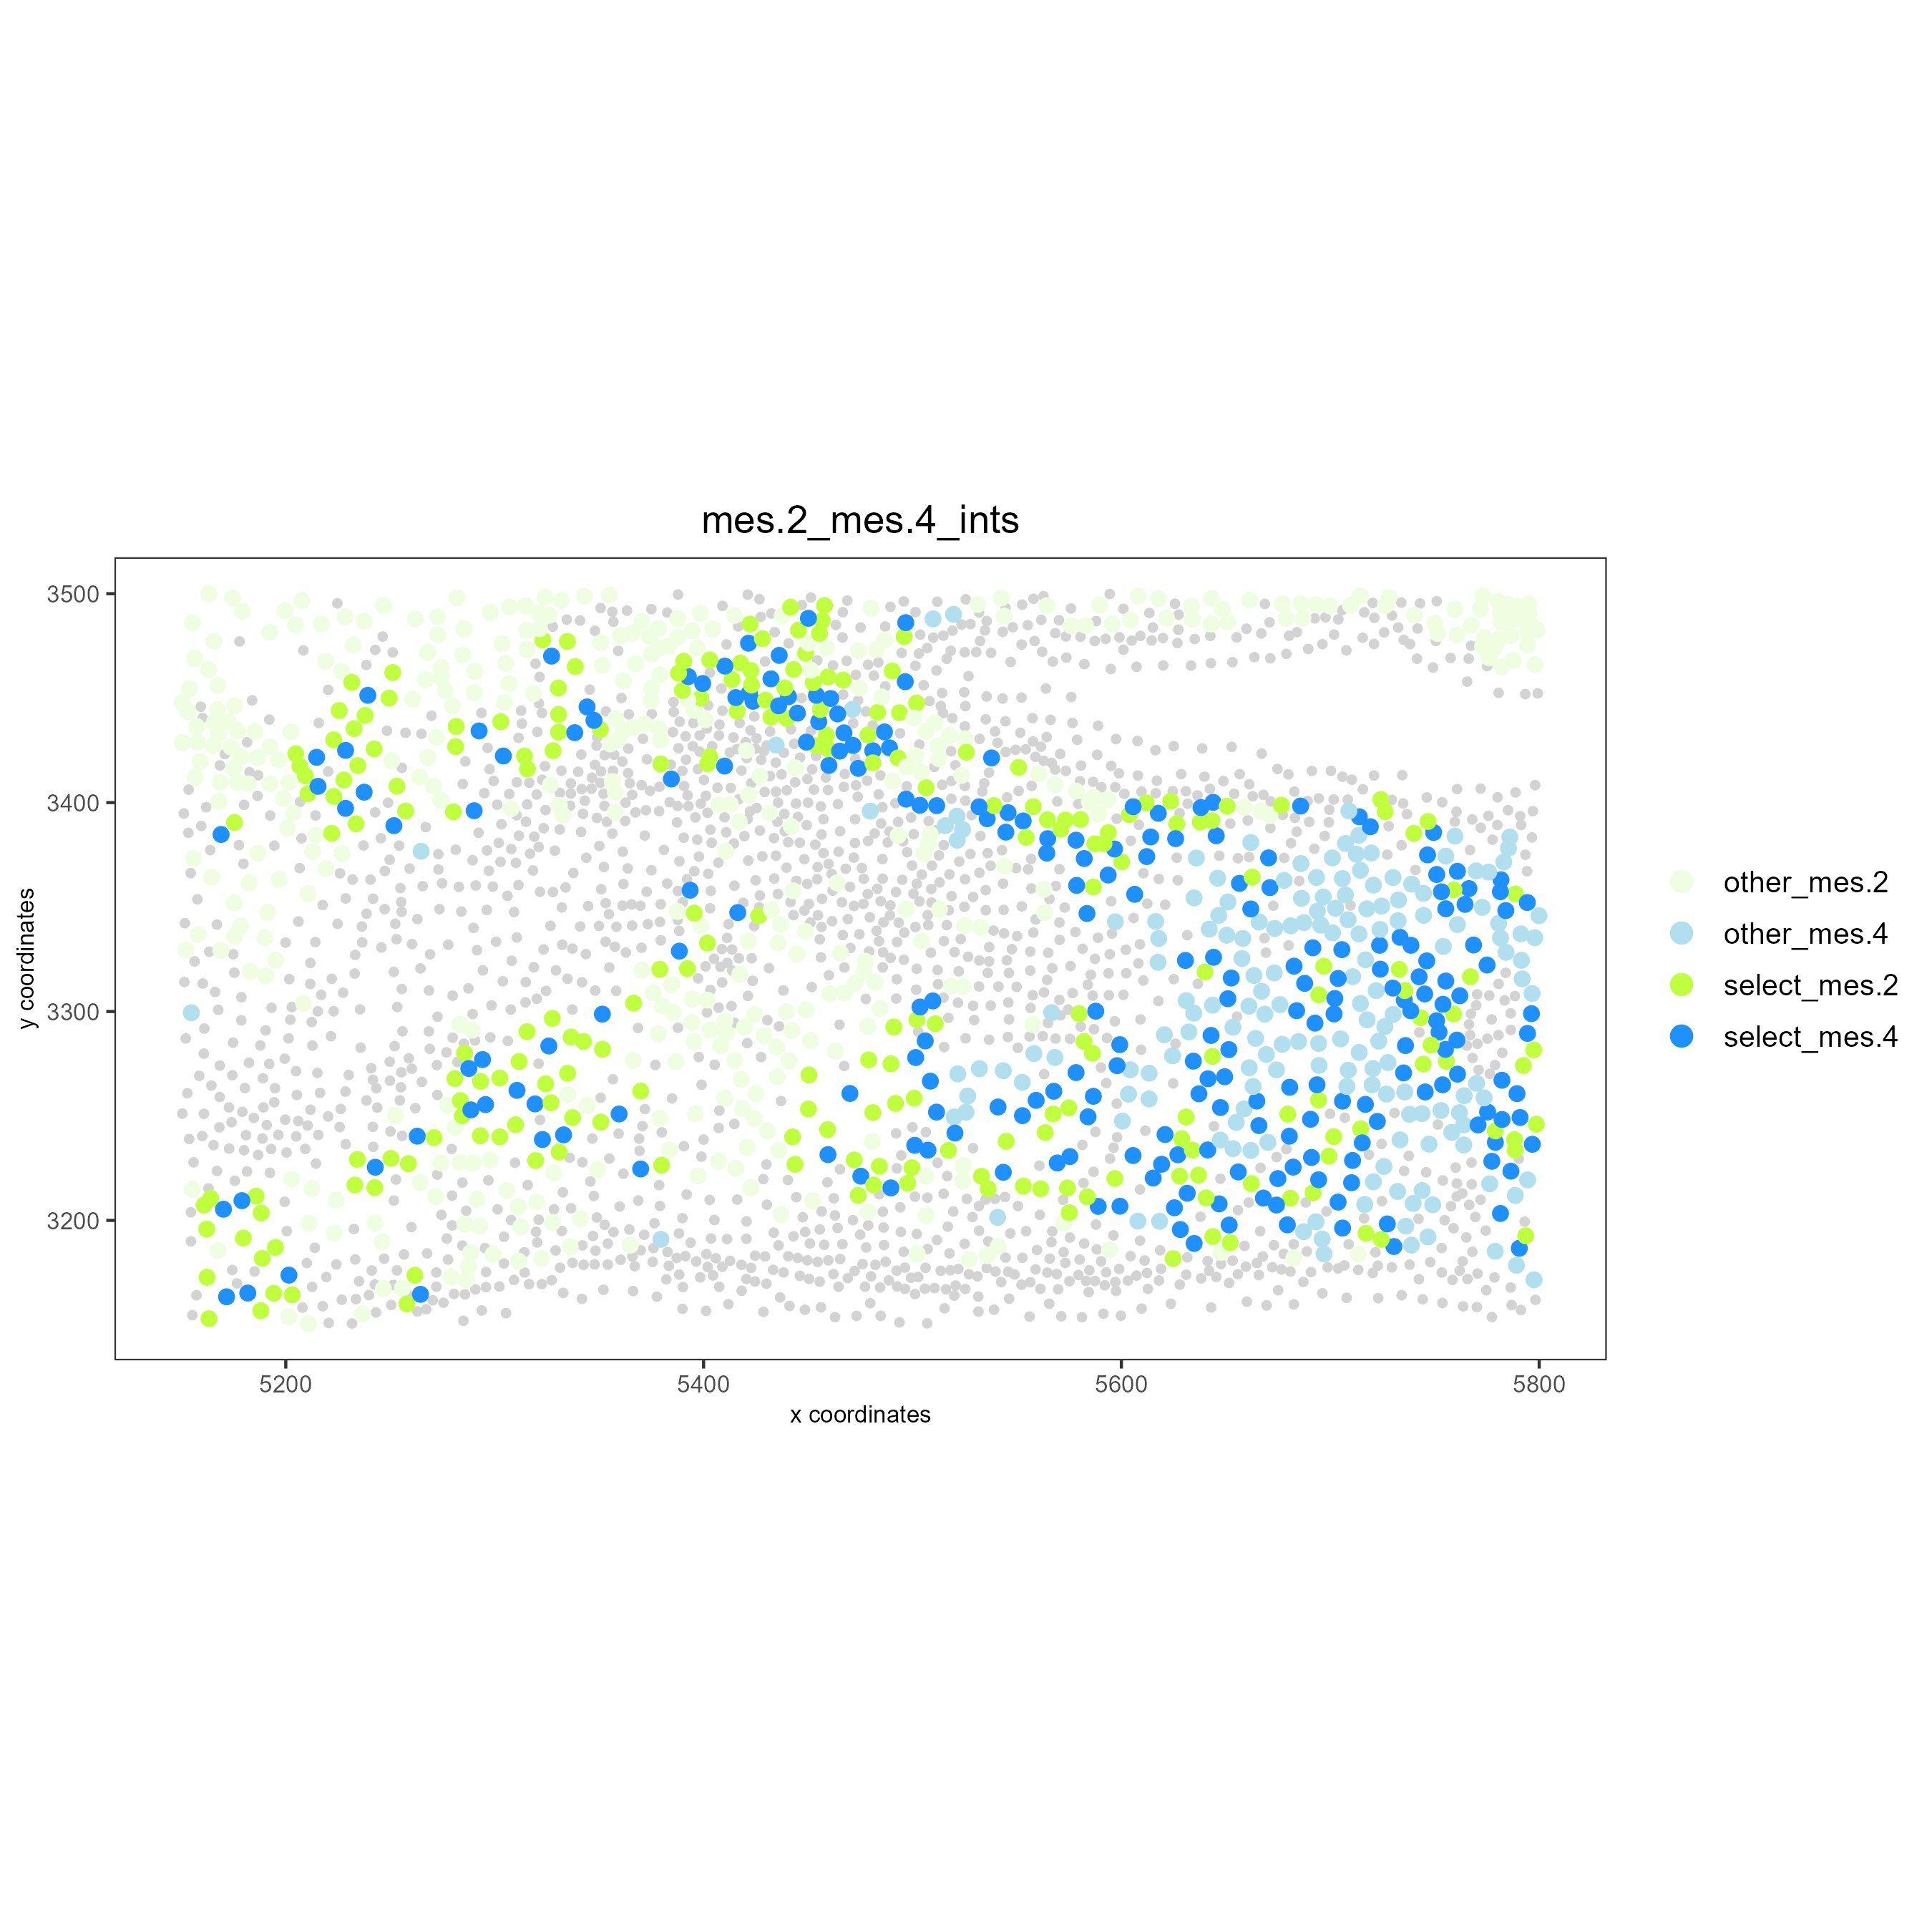 mes.2_mes.4_ints
y coordinates
3500
3400
3300
3200
5200
5400
5600
5800
x coordinates
other_mes.2
other_mes.4
select_mes.2
select_mes.4